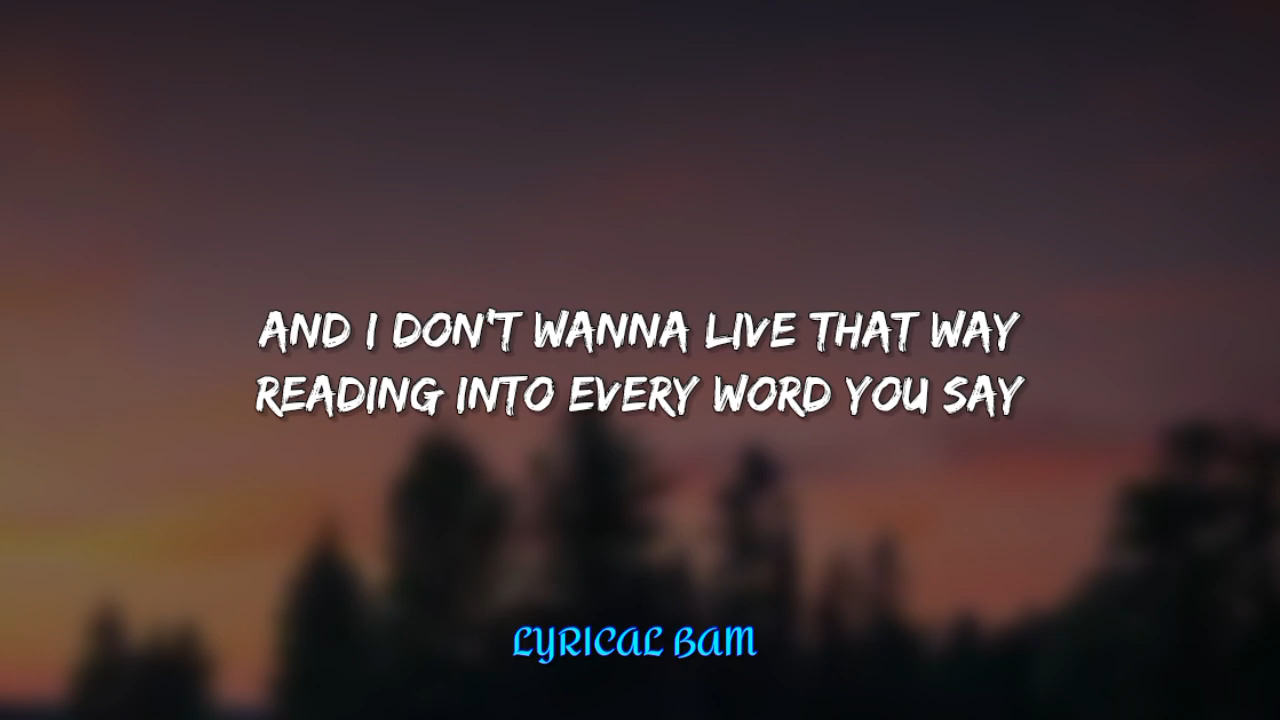 AND I DON'T WANNA LIVE THAT WAY
READING INTO EVERY WORD YOU SAY
LYRICAL BAM